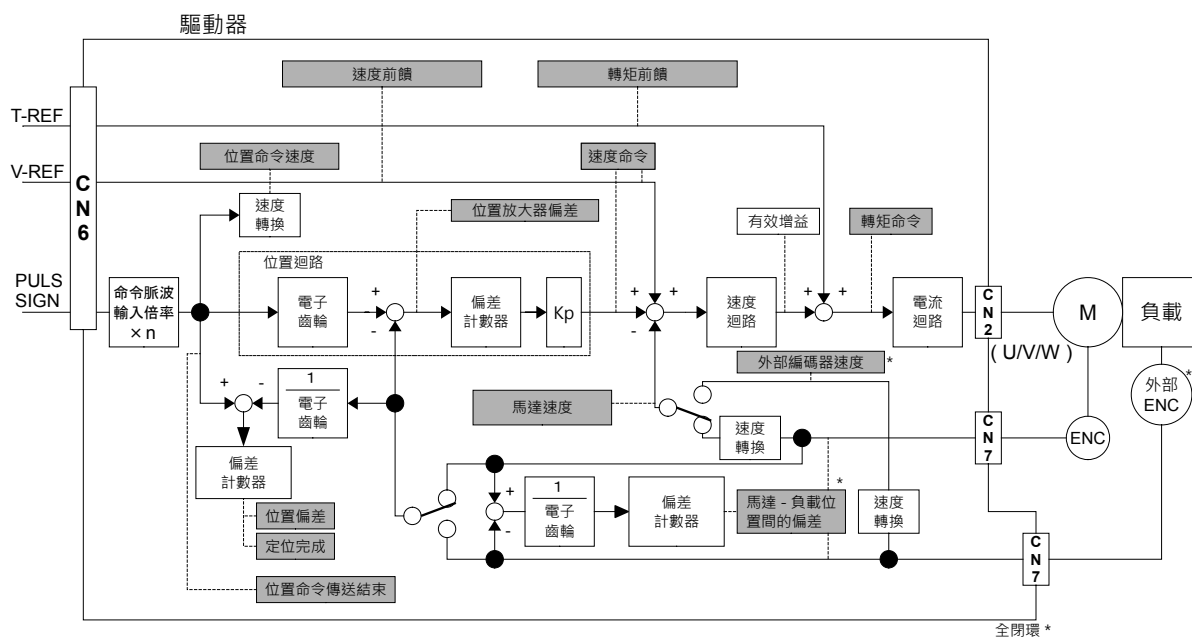 驅動器
速度前饋
轉矩前饋
T-REF
位置命令速度
速度命令
V-REF
CN6
速度
轉換
位置放大器偏差
有效增益
轉矩命令
位置迴路
PULS
SIGN
命令脈波
輸入倍率
×n
電子
齒輪
+
-
偏差
計數器
Kp
+
+
-
速度
迴路
+
+
電流
迴路
CN2
(U/V/W)
M
負載
外部編碼器速度
*
外部
ENC
*
+
-
1
電子
齒輪
馬達速度
速度
轉換
CN7
ENC
偏差
計數器
+
-
1
電子
齒輪
偏差
計數器
馬達-負載位
置間的偏差
*
速度
轉換
位置偏差
定位完成
CN7
位置命令傳送結束
全閉環 *